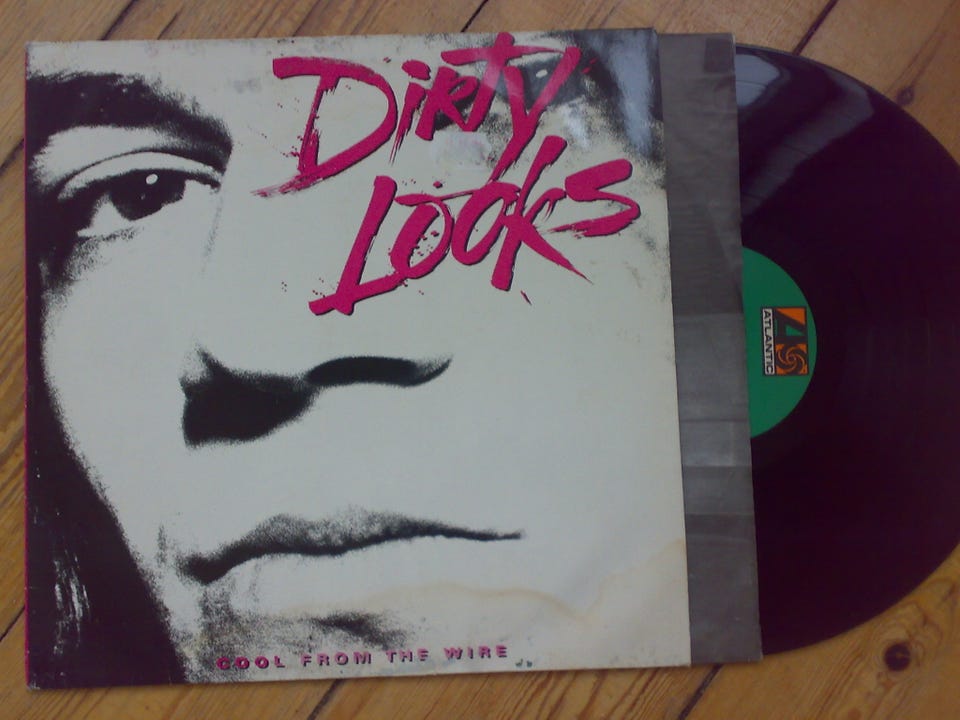 Dirty
Looks
COOL FROM THE WIRE
ATLANTIC